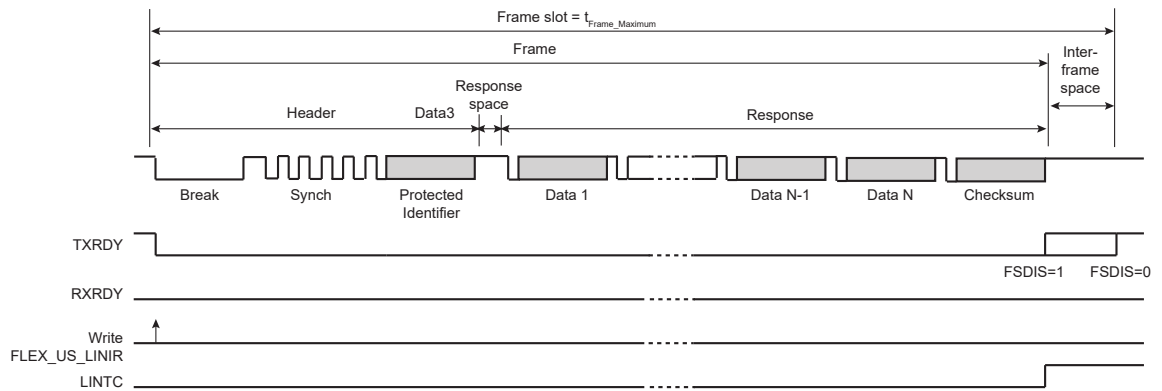 Frame slot = tFrame_Maximum
Frame
Inter-
frame
space
Response
space
Header
Data3
Response
Break
Synch
Protected
Identifier
Data 1
Data N-1
Data N
Checksum
TXRDY
FSDIS=1
FSDIS=0
RXRDY
Write
FLEX_US_LINIR
LINTC